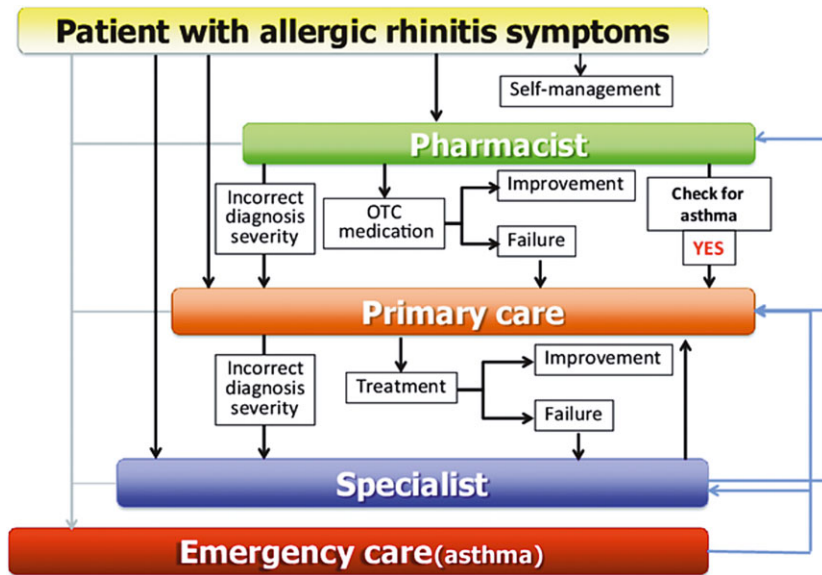 Patient with allergic rhinitis symptoms
Self-management
Pharmacist
Incorrect
diagnosis
severity
OTC
medication
Improvement
Failure
Check for
asthma
YES
Primary care
Incorrect
diagnosis
severity
Treatment
Improvement
Failure
Specialist
Emergency care(asthma)